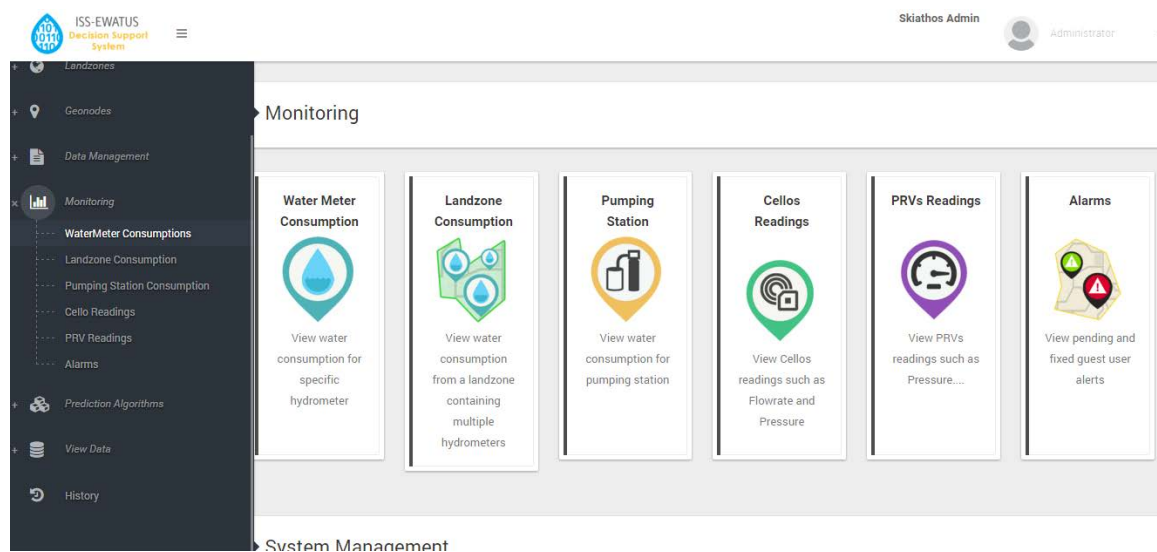 ISS-EWATUS
Decision Support
System
Skiathos Admin
Administrator
Landzones
Geonodes
Data Management
Monitoring
WaterMeter Consumptions
Landzone Consumption
Pumping Station Consumption
Cello Readings
PRV Readings
Alarms
Prediction Algorithms
View Data
History
Monitoring
Water Meter
Consumption
View water
consumption for
specific
hydrometer
Landzone
Consumption
View water
consumption
from a landzone
containing
multiple
hydrometers
Pumping
Station
View water
consumption for
pumping station
Cellos
Readings
View Cellos
readings such as
Flowrate and
Pressure
PRVs Readings
View PRVs
readings such as
Pressure....
Alarms
View pending and
fixed guest user
alerts
System Management